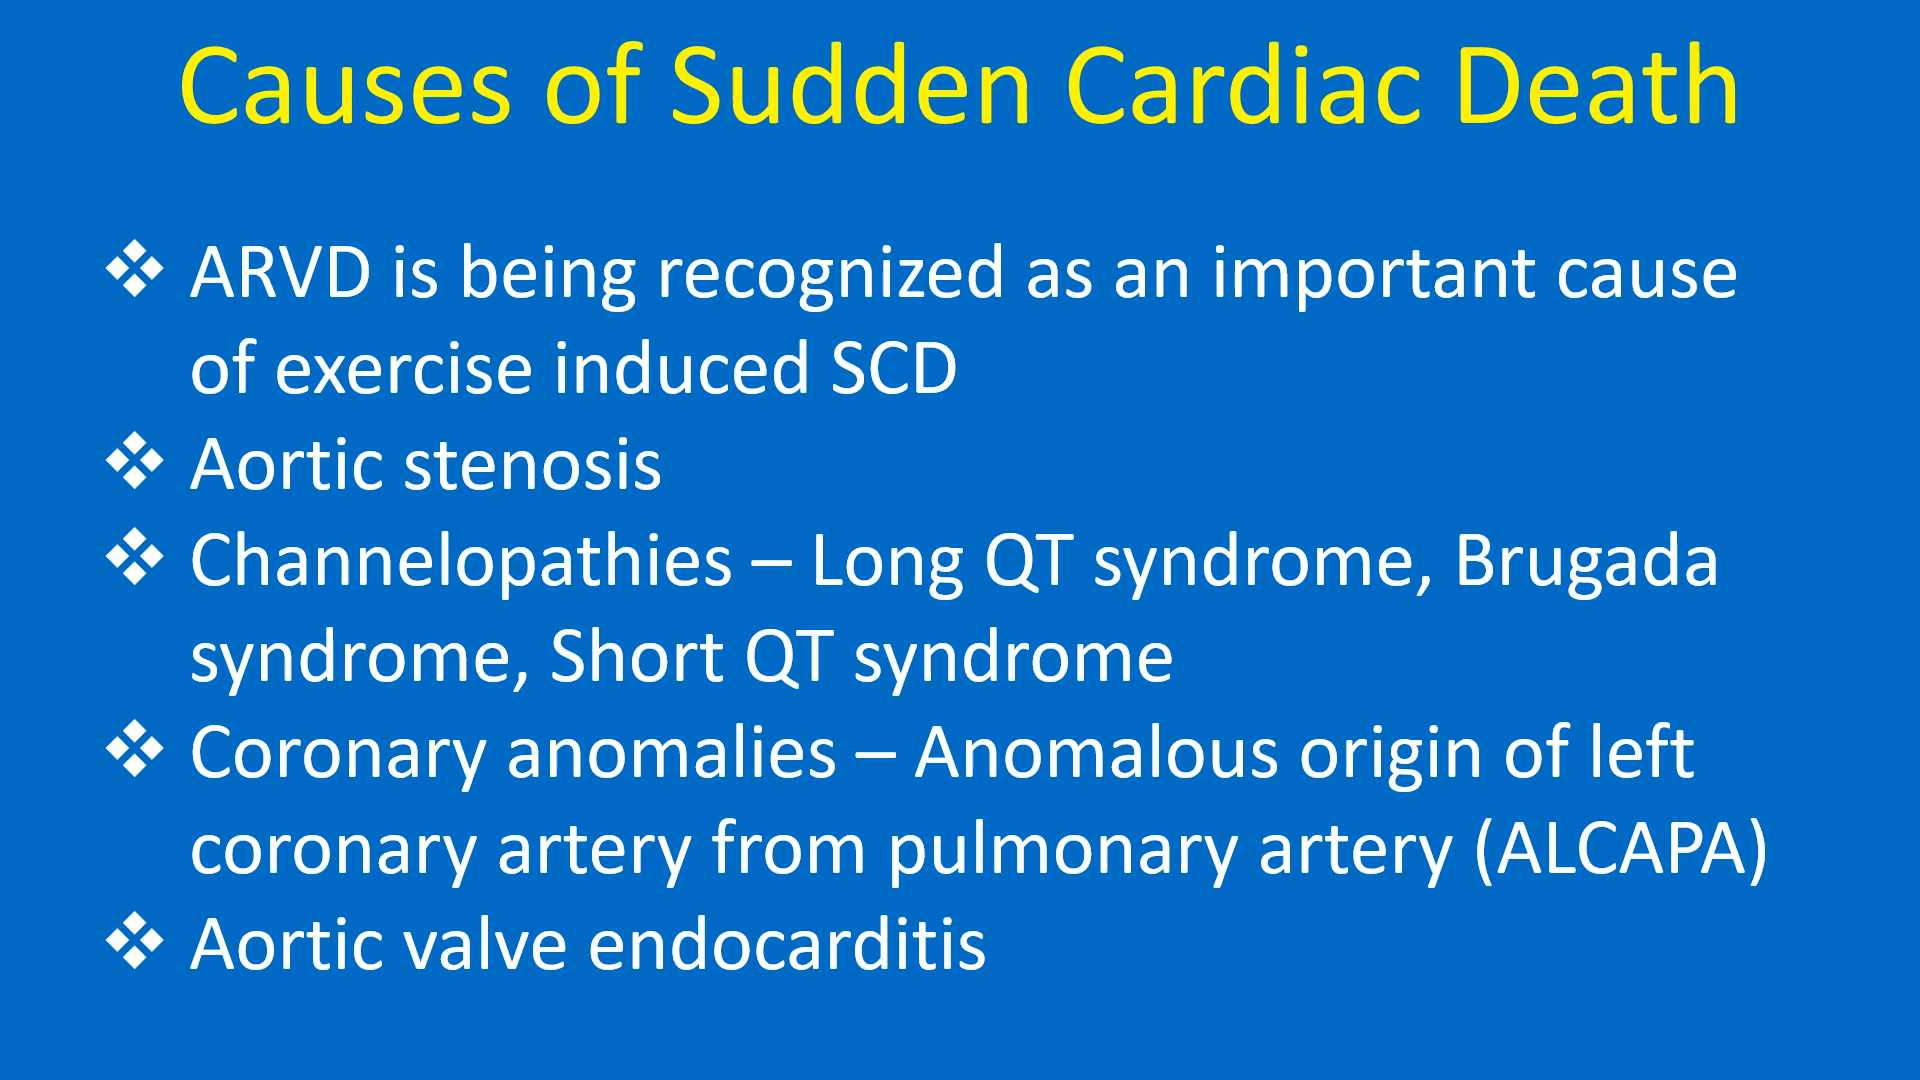 Causes of Sudden Cardiac Death
❖ ARVD is being recognized as an important cause
of exercise induced SCD
❖ Aortic stenosis
❖ Channelopathies – Long QT syndrome, Brugada
syndrome, Short QT syndrome
❖ Coronary anomalies – Anomalous origin of left
coronary artery from pulmonary artery (ALCAPA)
❖ Aortic valve endocarditis